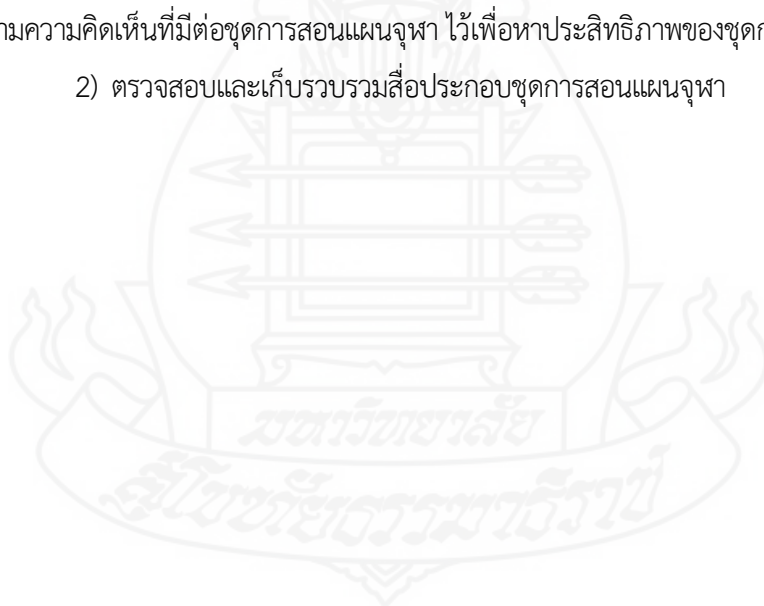 ามความคิดเห็นที่มีต่อชุดการสอนแผนจุฬา ไว้เพื่อหาประสิทธิภาพของชุดก
2) ตรวจสอบและเก็บรวบรวมสื่อประกอบชุดการสอนแผนจุฬา
มหาวิทยาลัย
สุโขทัยธรรมาธิราช